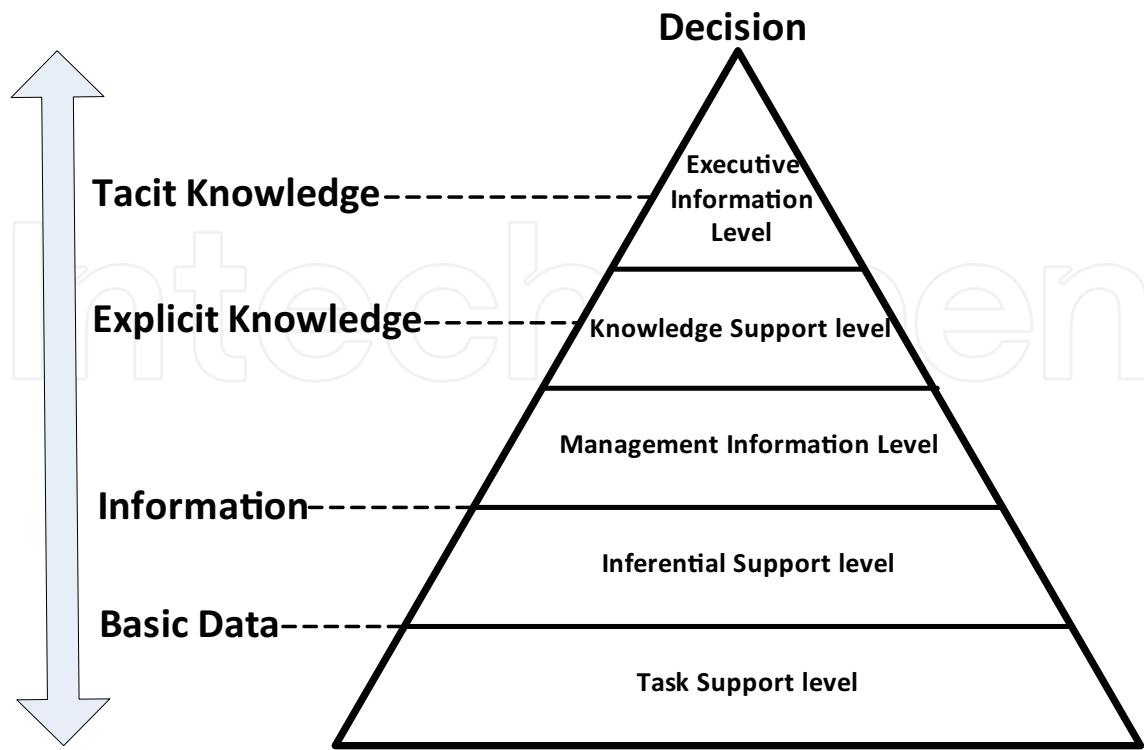 Decision
Executive
Information
Level
Tacit Knowledge
Explicit Knowledge
Knowledge Support level
Management Information Level
Information
Inferential Support level
Basic Data
Task Support level